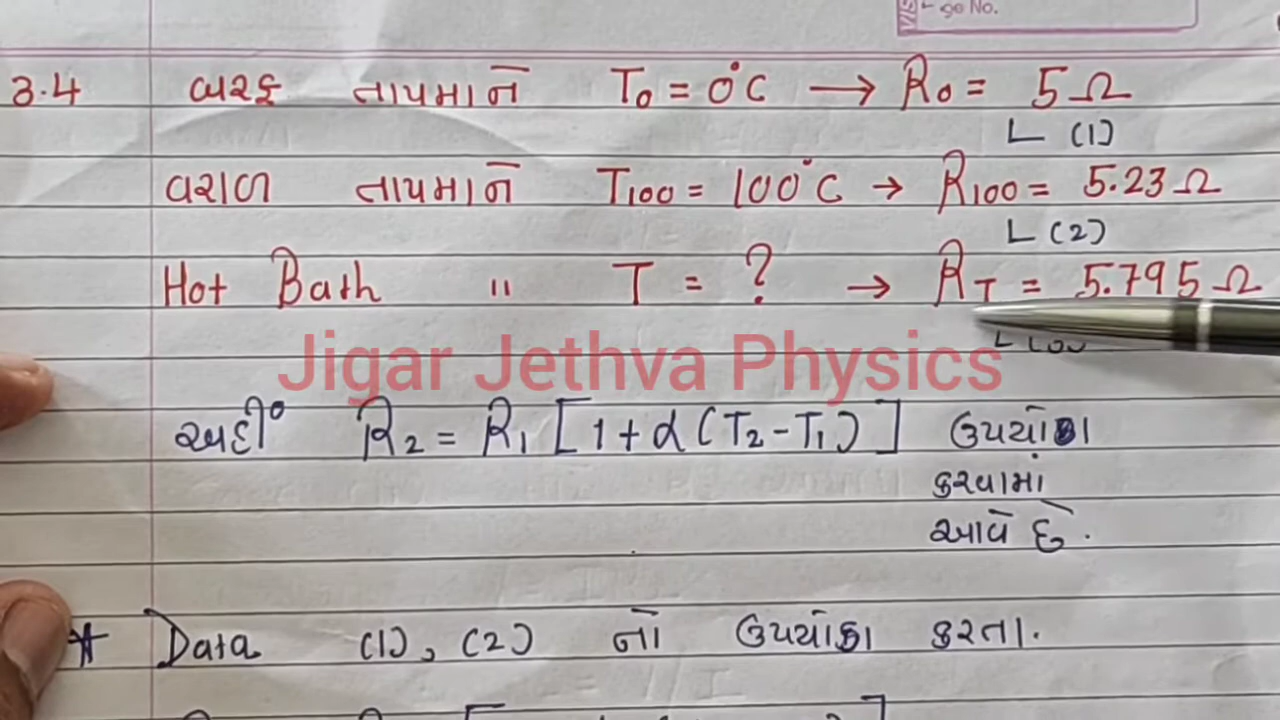 ge No.
3.4 બરફ તાપમાને T₀ = 0°C → R₀ = 5 Ω
∟ (1)
વરાળ તાપમાને T₁₀₀ = 100°C → R₁₀₀ = 5.23 Ω
∟ (2)
Hot Bath " T = ? → R_T = 5.795 Ω
Jigar Jethva Physics
અહીં R₂ = R₁ [1 + α (T₂ - T₁)] ઉપયોગ
કરવામાં
આવે છે.
* Data (1), (2) નો ઉપયોગ કરતા.